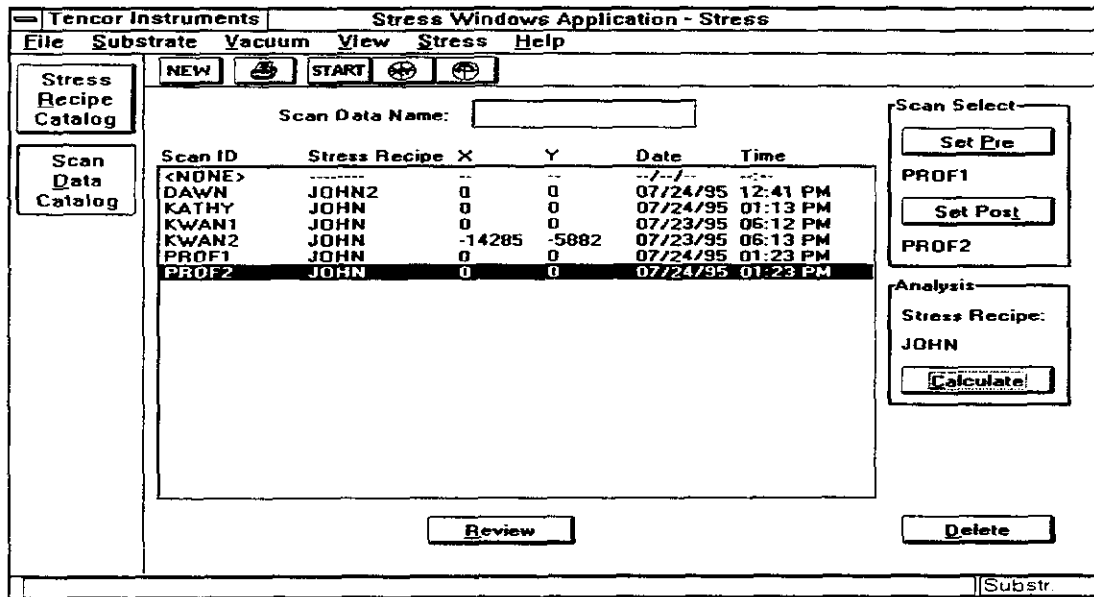 Tencor Instruments Stress Windows Application - Stress
File Substrate Vacuum View Stress Help
NEW START
Stress
Recipe
Catalog
Scan
Data
Catalog
Scan Data Name:
Scan ID Stress Recipe X Y Date Time
<NONE> -------- -- -- --/--/-- --:--
DAWN JOHN2 0 0 07/24/95 12:41 PM
KATHY JOHN 0 0 07/24/95 01:13 PM
KWAN1 JOHN 0 0 07/23/95 06:12 PM
KWAN2 JOHN -14285 -5882 07/23/95 06:13 PM
PROF1 JOHN 0 0 07/24/95 01:23 PM
PROF2 JOHN 0 0 07/24/95 01:23 PM
Review
Scan Select
Set Pre
PROF1
Set Post
PROF2
Analysis
Stress Recipe:
JOHN
Calculate
Delete
Substr.